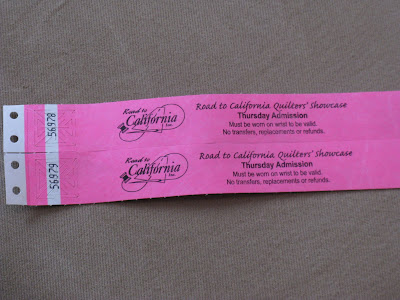 56978
Road to
California
Inc.
Road to California Quilters' Showcase
Thursday Admission
Must be worn on wrist to be valid.
No transfers, replacements or refunds.
56979
Road to
California
Inc.
Road to California Quilters' Showcase
Thursday Admission
Must be worn on wrist to be valid.
No transfers, replacements or refunds.